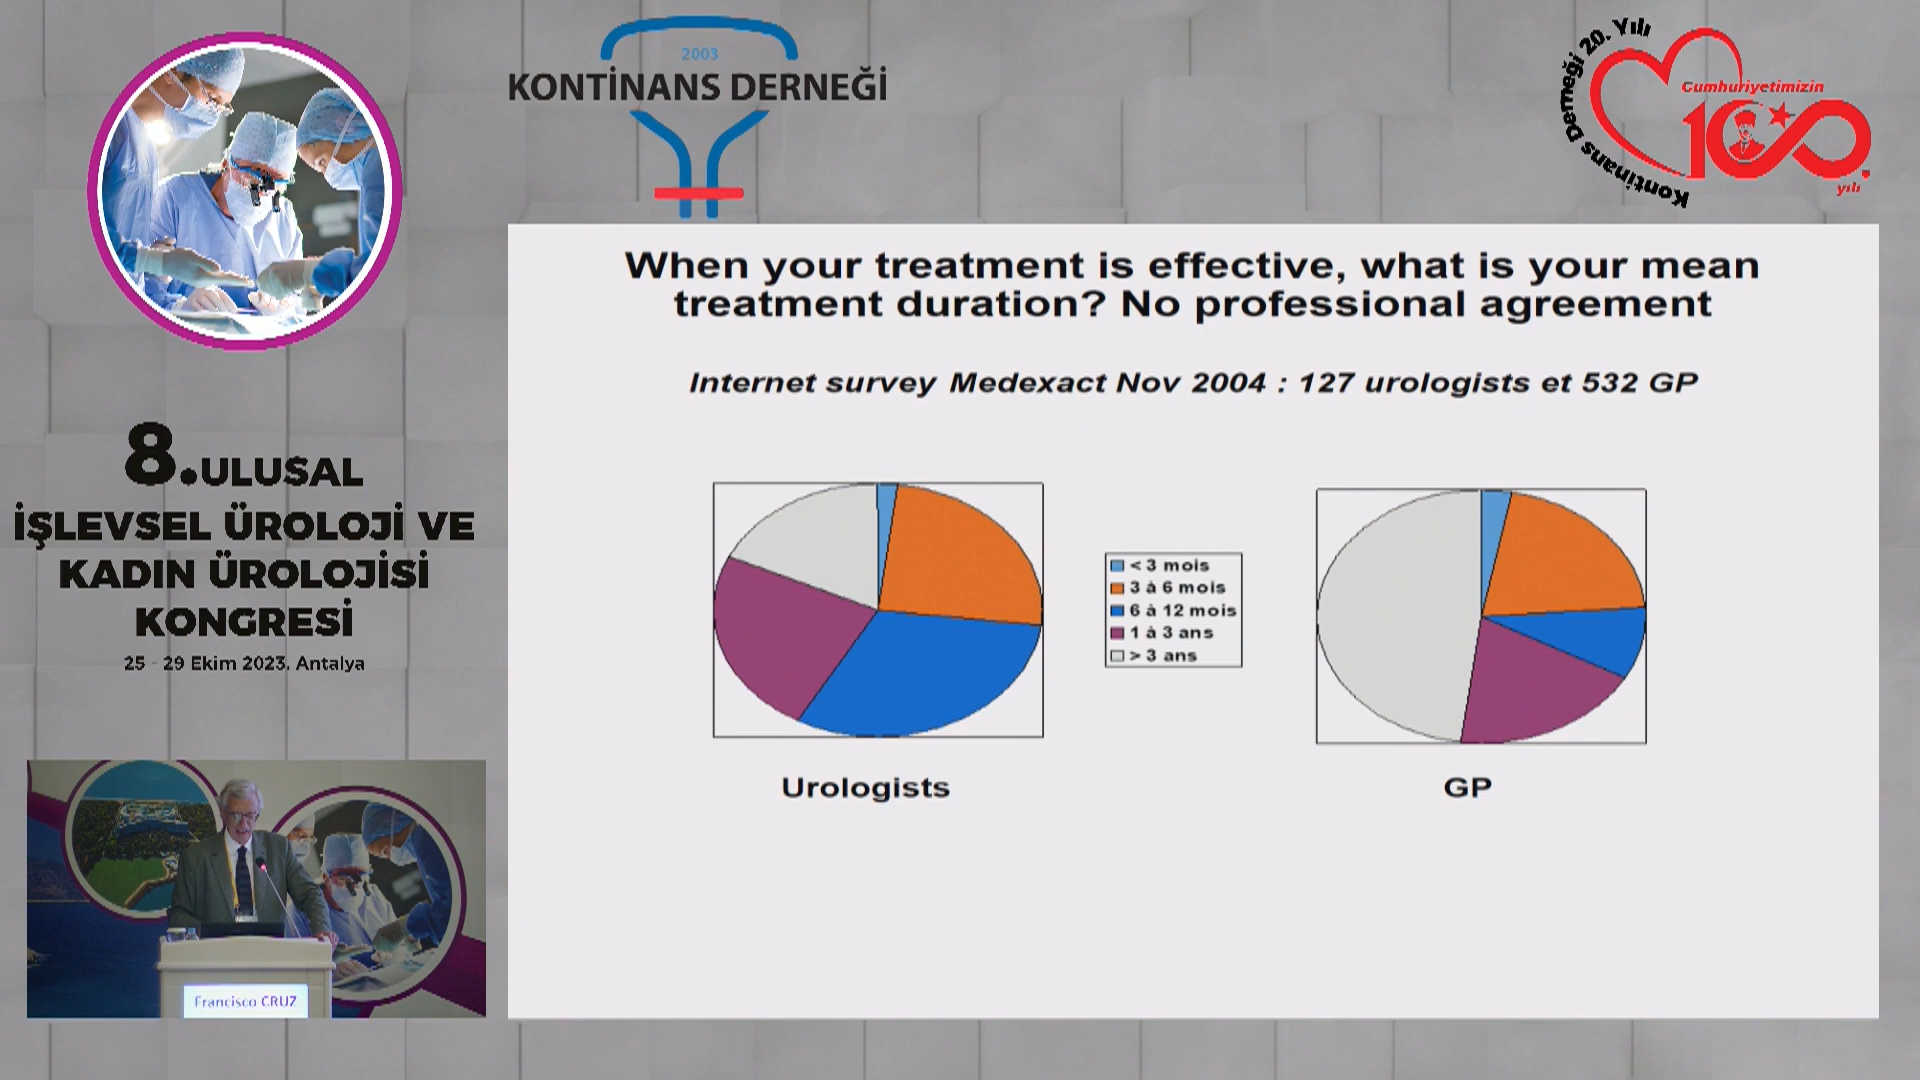 2003
KONTİNANS DERNEĞİ
Kontinans Derneği 20. Yılı
Cumhuriyetimizin
100.
yılı
8.ULUSAL
İŞLEVSEL ÜROLOJİ VE
KADIN ÜROLOJİSİ
KONGRESİ
25 - 29 Ekim 2023. Antalya
Francisco CRUZ
When your treatment is effective, what is your mean
treatment duration? No professional agreement
Internet survey Medexact Nov 2004 : 127 urologists et 532 GP
< 3 mois
3 à 6 mois
6 à 12 mois
1 à 3 ans
> 3 ans
Urologists
GP